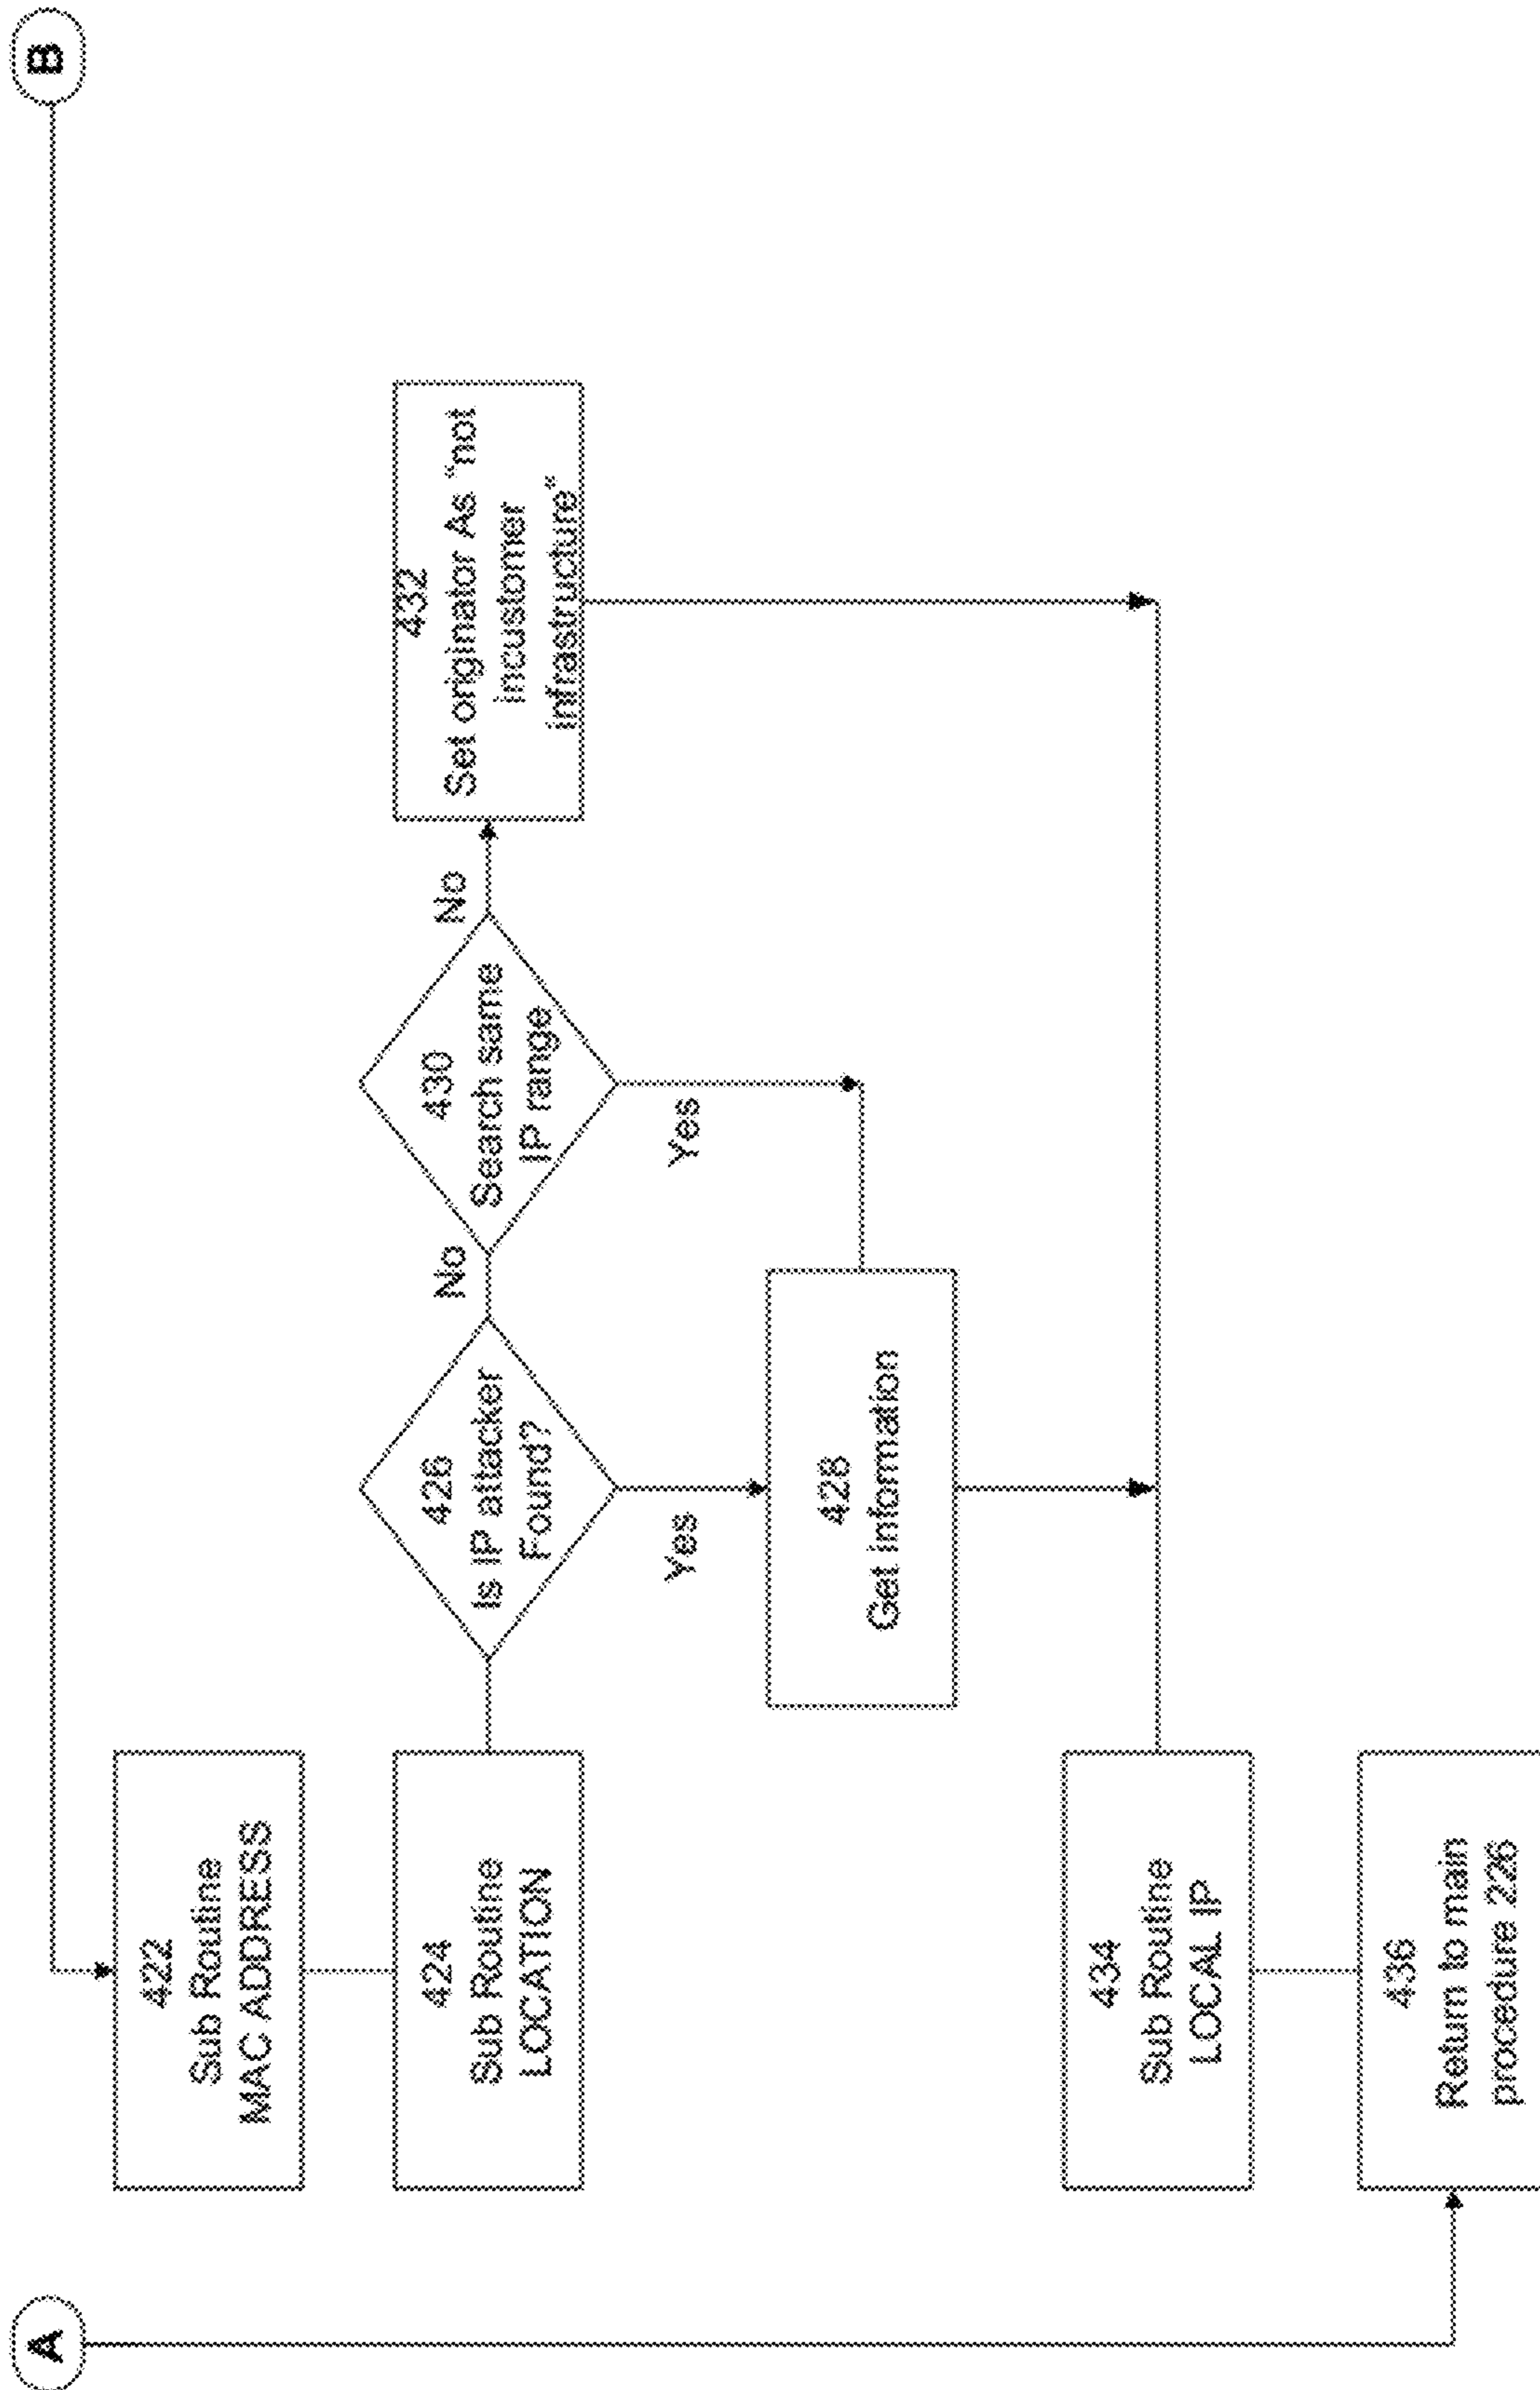 A
B
422
Sub Routine
MAC ADDRESS
424
Sub Routine
LOCATION
426
Is IP attacker
Found?
No
430
Search same
IP range
No
432
Set originator As "not
incustomer
infrastructure"
Yes
Yes
428
Get information
434
Sub Routine
LOCAL IP
436
Return to main
procedure 226